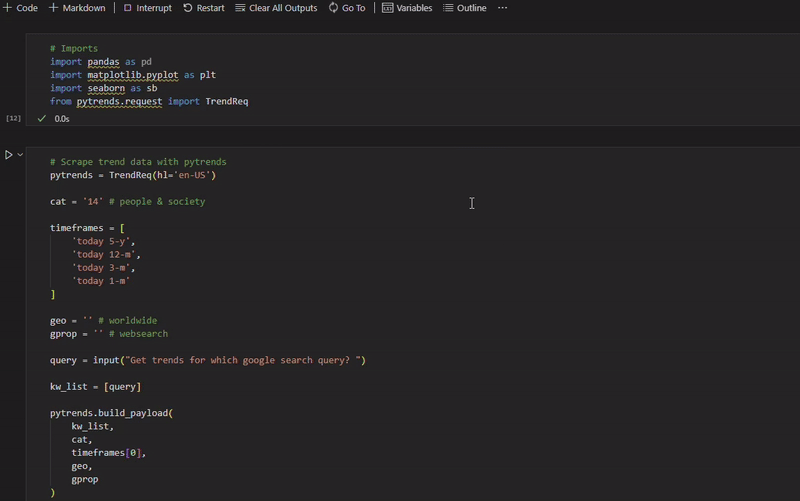 + Code + Markdown Interrupt Restart Clear All Outputs Go To Variables Outline ...
# Imports
import pandas as pd
import matplotlib.pyplot as plt
import seaborn as sb
from pytrends.request import TrendReq
[12] ✓ 0.0s
# Scrape trend data with pytrends
pytrends = TrendReq(hl='en-US')
cat = '14' # people & society
timeframes = [
'today 5-y',
'today 12-m',
'today 3-m',
'today 1-m'
]
geo = '' # worldwide
gprop = '' # websearch
query = input("Get trends for which google search query? ")
kw_list = [query]
pytrends.build_payload(
kw_list,
cat,
timeframes[0],
geo,
gprop
)